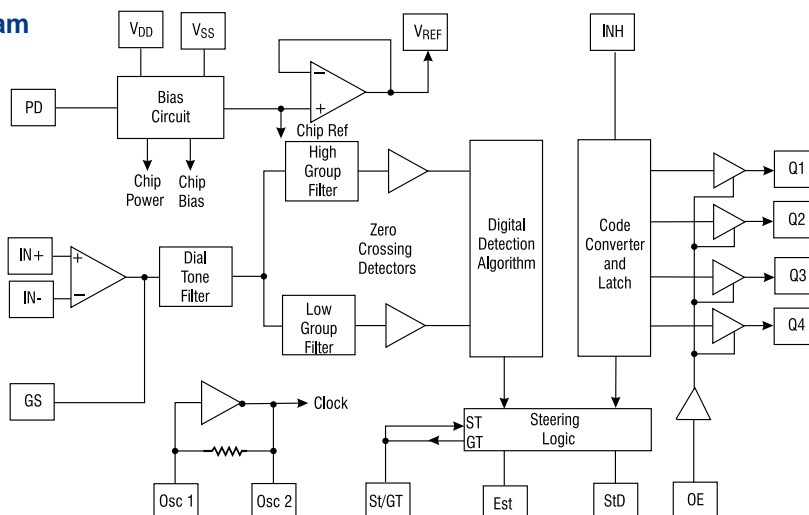 am
VDD
VSS
VREF
INH
PD
Bias
Circuit
−
+
Chip Ref
Chip
Power
Chip
Bias
High
Group
Filter
Q1
Q2
Q3
Q4
Zero
Crossing
Detectors
Digital
Detection
Algorithm
Code
Converter
and
Latch
IN+
IN-
+
−
Dial
Tone
Filter
Low
Group
Filter
GS
Clock
ST
GT
Steering
Logic
Osc 1
Osc 2
St/GT
Est
StD
OE